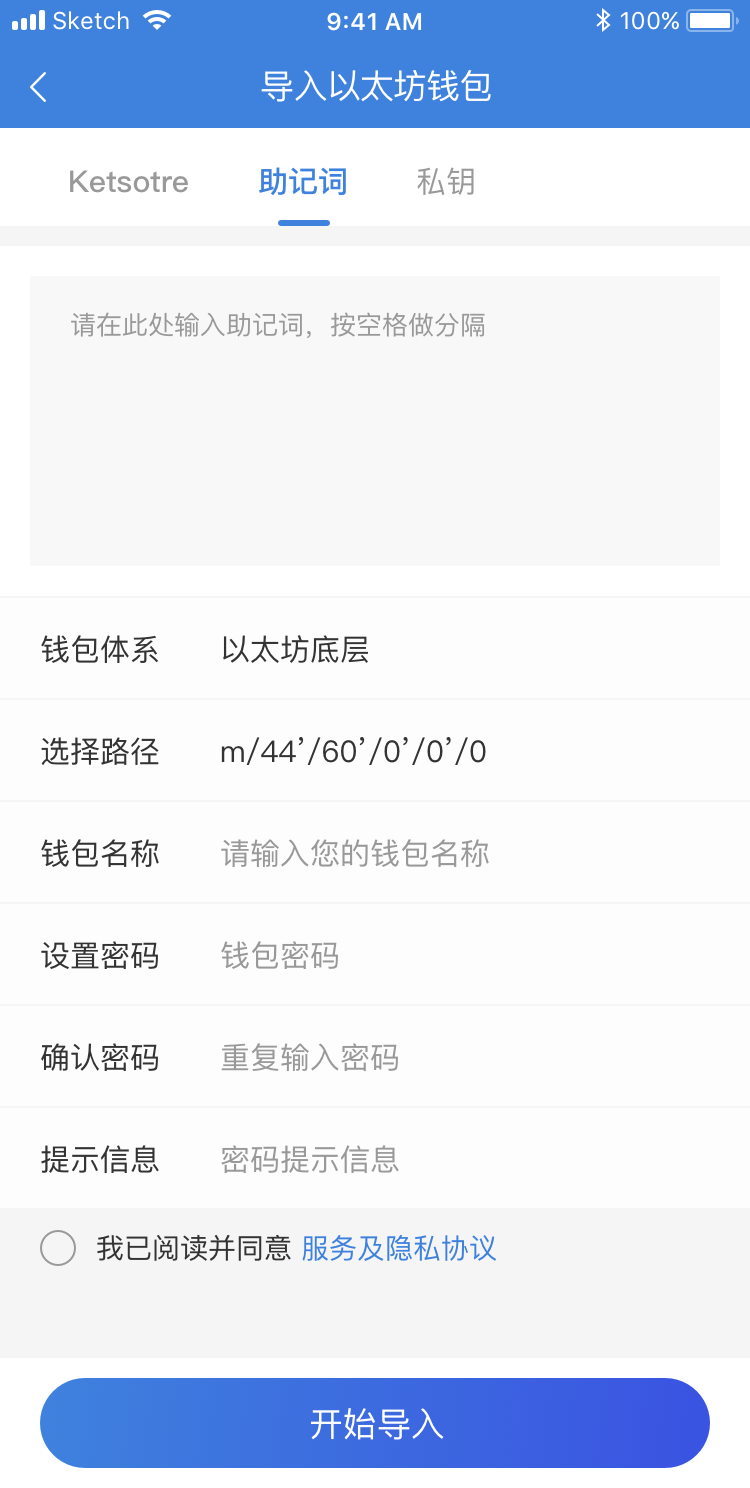 Sketch 9:41 AM 100%
导入以太坊钱包
Ketsotre 助记词 私钥
请在此处输入助记词，按空格做分隔
钱包体系 以太坊底层
选择路径 m/44’/60’/0’/0’/0
钱包名称 请输入您的钱包名称
设置密码 钱包密码
确认密码 重复输入密码
提示信息 密码提示信息
我已阅读并同意 服务及隐私协议
开始导入